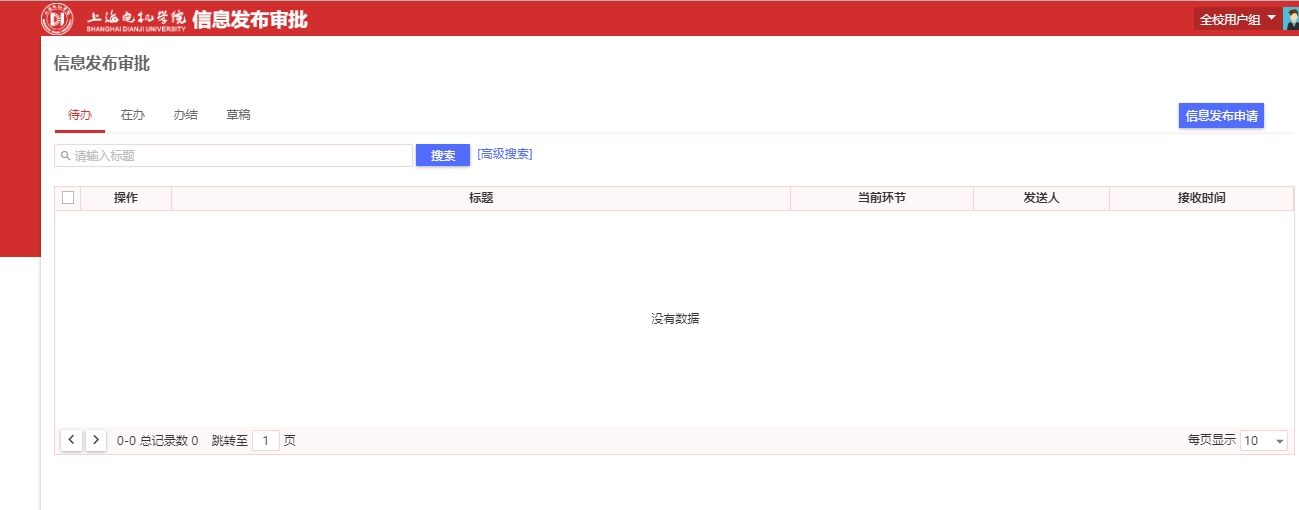 上海电机学院 信息发布审批 全校用户组
SHANGHAI DIANJI UNIVERSITY
信息发布审批
待办 在办 办结 草稿 信息发布申请
请输入标题 搜索 [高级搜索]
操作 标题 当前环节 发送人 接收时间
没有数据
0-0 总记录数 0 跳转至 1 页 每页显示 10